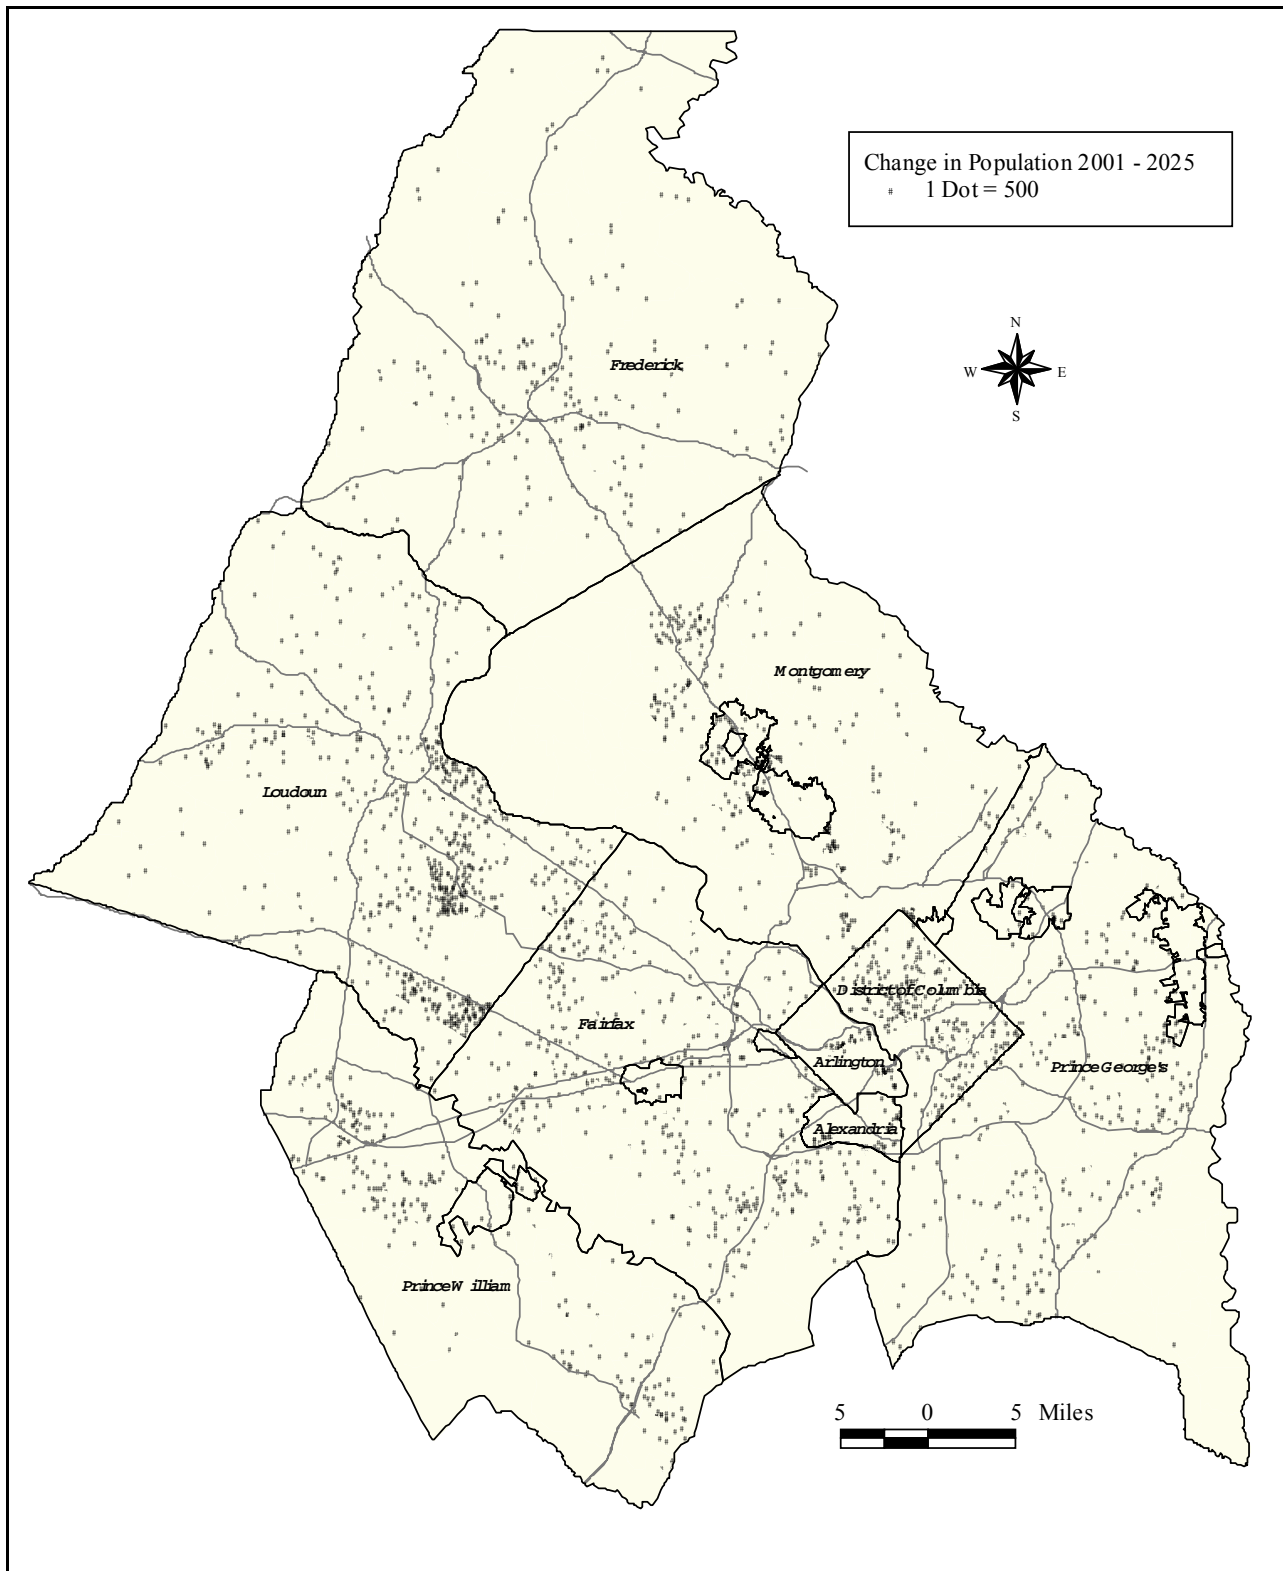 Change in Population 2001 - 2025
# 1 Dot = 500
N
W E
S
Frederick
Montgomery
Loudoun
District of Columbia
Fairfax
Arlington
Prince George's
Alexandria
Prince William
5 0 5 Miles